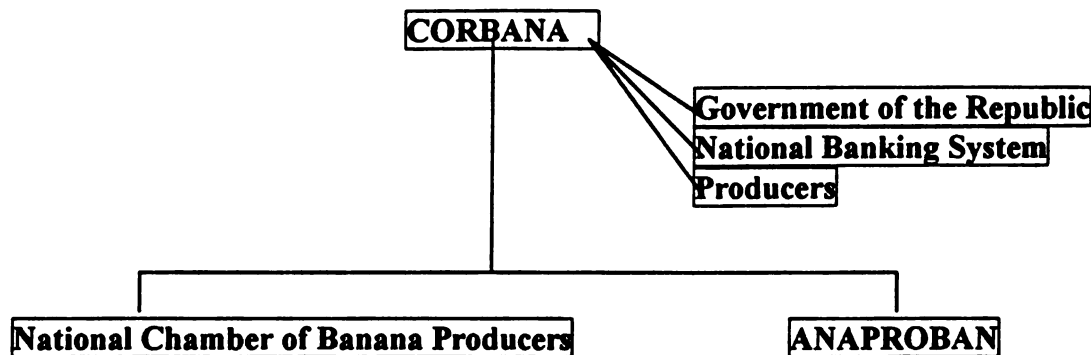 CORBANA
Government of the Republic
National Banking System
Producers
National Chamber of Banana Producers
ANAPROBAN